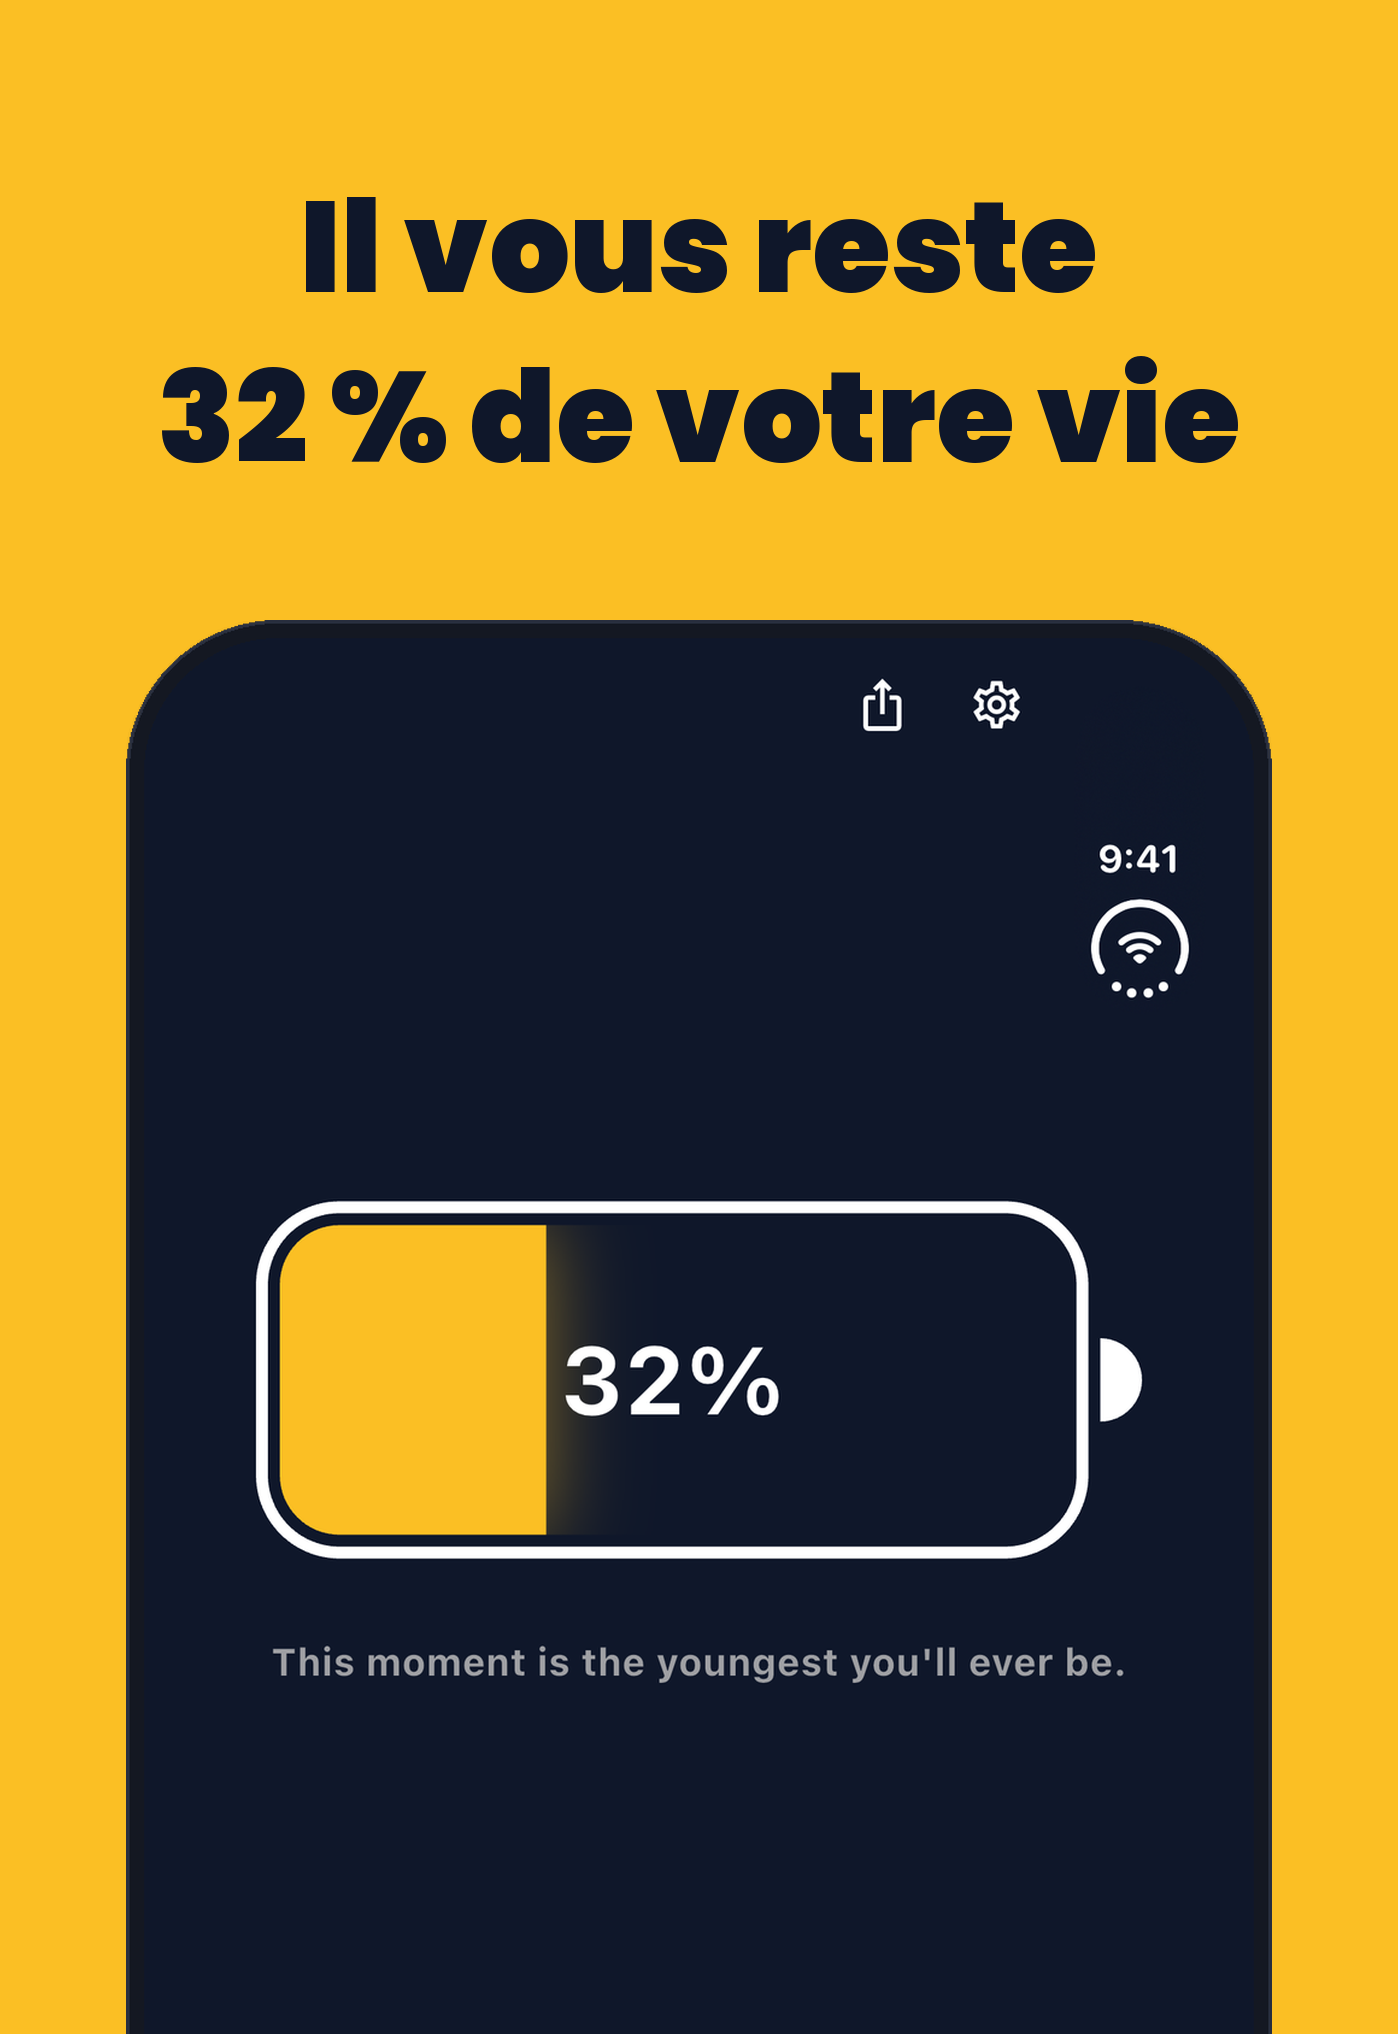 Il vous reste
32 % de votre vie
9:41
32%
This moment is the youngest you'll ever be.